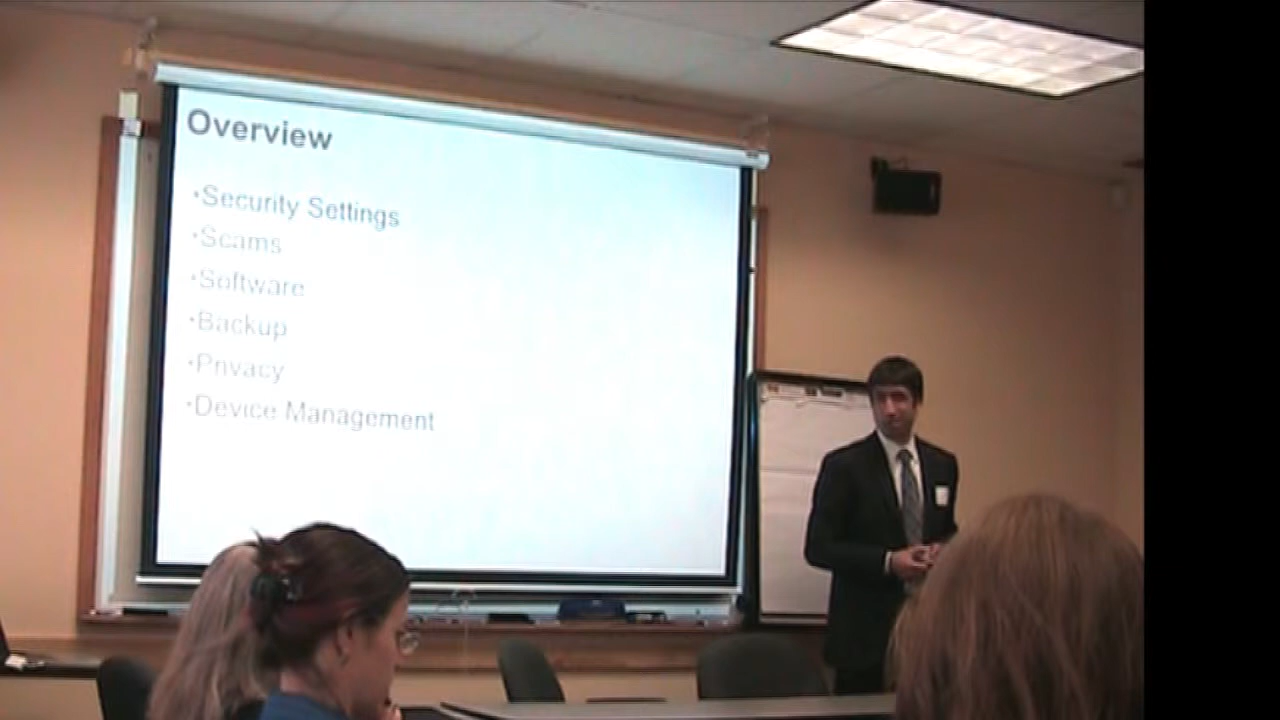 Overview
•Security Settings
•Scams
•Software
•Backup
•Privacy
•Device Management